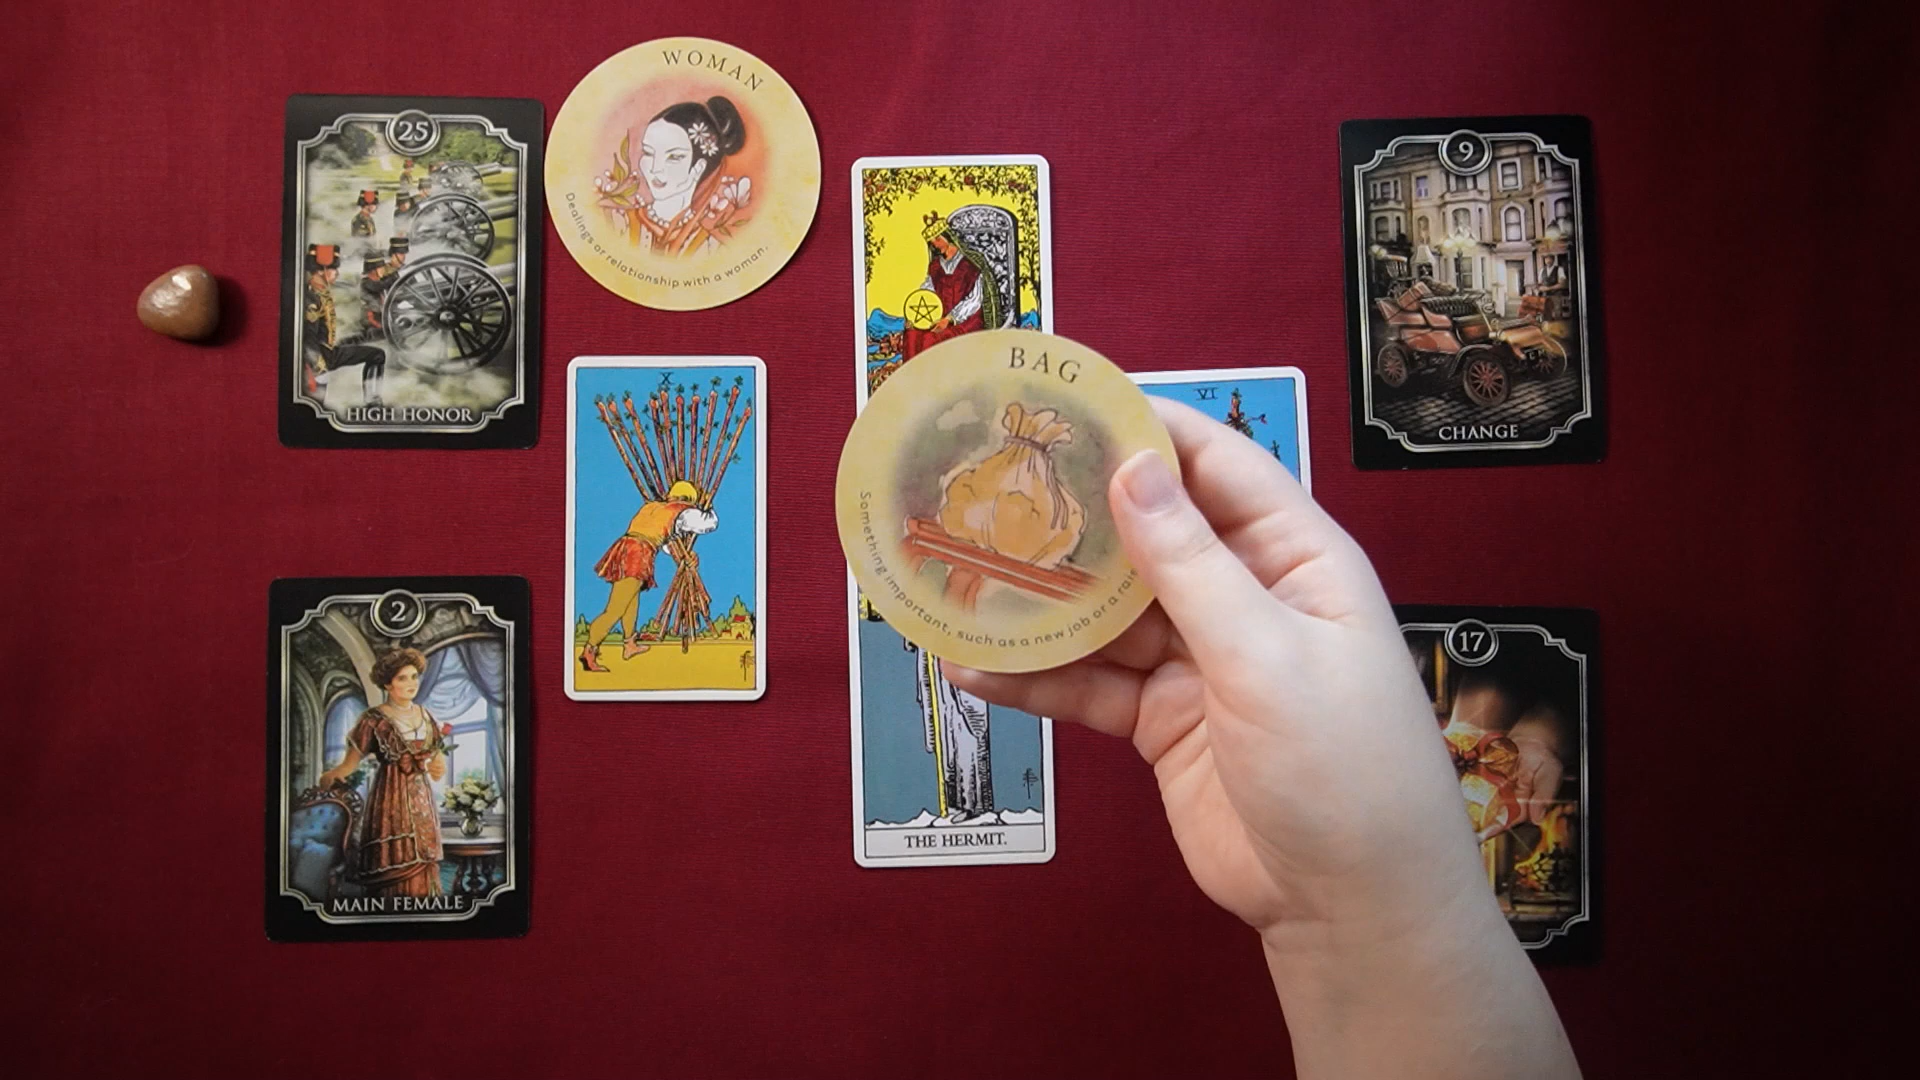 25
HIGH HONOR
WOMAN
Dealings or relationship with a woman.
9
CHANGE
X
VI
BAG
Something important, such as a new job or a
2
MAIN FEMALE
17
THE HERMIT.